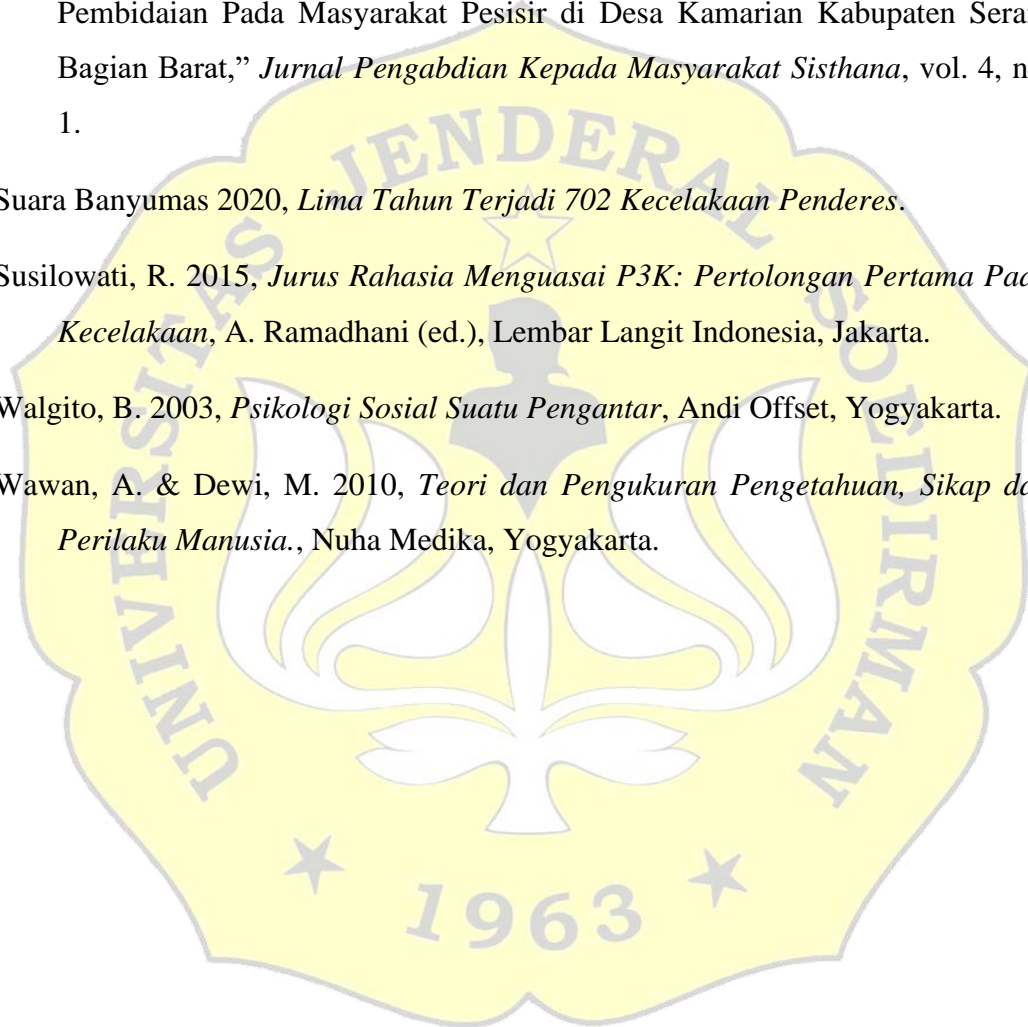 Pembidaian Pada Masyarakat Pesisir di Desa Kamarian Kabupaten Sera
Bagian Barat,” Jurnal Pengabdian Kepada Masyarakat Sisthana, vol. 4, n
1.
Suara Banyumas 2020, Lima Tahun Terjadi 702 Kecelakaan Penderes.
Susilowati, R. 2015, Jurus Rahasia Menguasai P3K: Pertolongan Pertama Pad
Kecelakaan, A. Ramadhani (ed.), Lembar Langit Indonesia, Jakarta.
Walgito, B. 2003, Psikologi Sosial Suatu Pengantar, Andi Offset, Yogyakarta.
Wawan, A. & Dewi, M. 2010, Teori dan Pengukuran Pengetahuan, Sikap da
Perilaku Manusia., Nuha Medika, Yogyakarta.
UNIVERSITAS JENDERAL SOEDIRMAN
1963